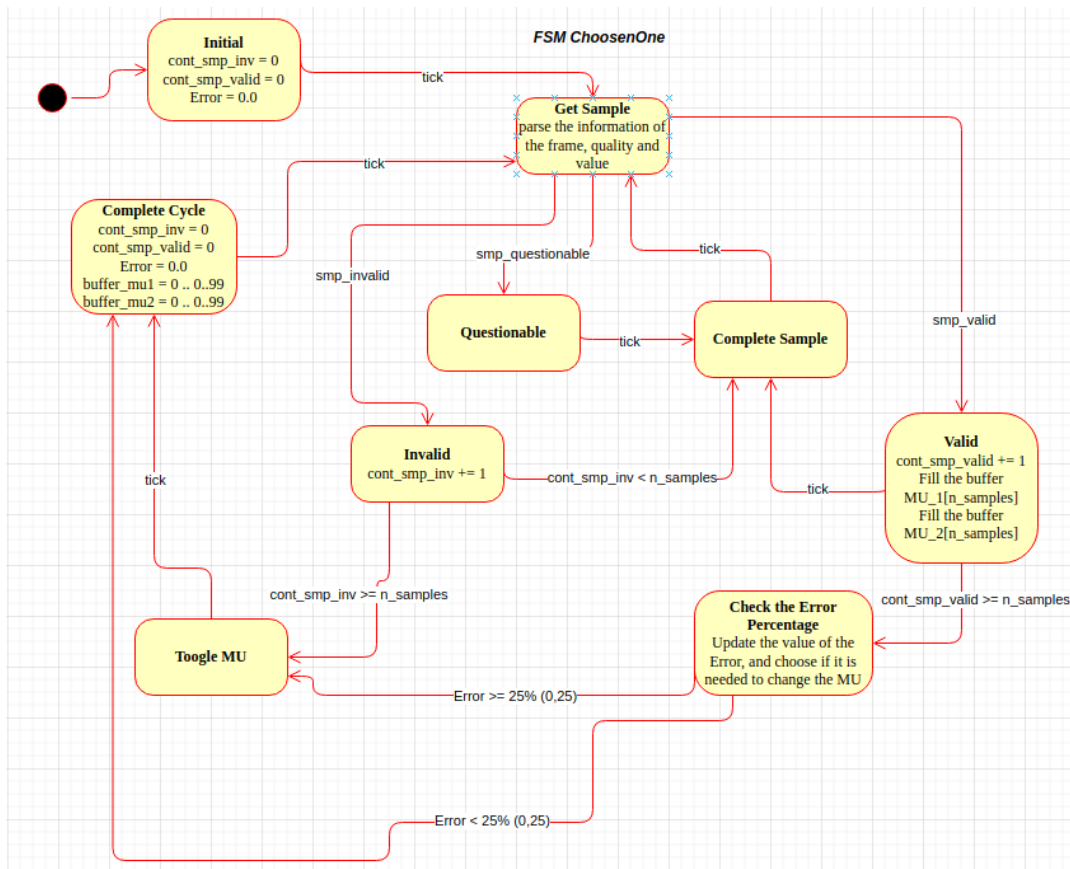 FSM ChoosenOne
Initial
cont_smp_inv = 0
cont_smp_valid = 0
Error = 0.0
tick
Get Sample
parse the information of
the frame, quality and
value
tick
Complete Cycle
cont_smp_inv = 0
cont_smp_valid = 0
Error = 0.0
buffer_mu1 = 0 .. 0..99
buffer_mu2 = 0 .. 0..99
smp_invalid
smp_questionable
tick
smp_valid
Questionable
tick
Complete Sample
Invalid
cont_smp_inv += 1
cont_smp_inv < n_samples
tick
Valid
cont_smp_valid += 1
Fill the buffer
MU_1[n_samples]
Fill the buffer
MU_2[n_samples]
tick
cont_smp_inv >= n_samples
cont_smp_valid >= n_samples
Check the Error
Percentage
Update the value of the
Error, and choose if it is
needed to change the MU
Toogle MU
Error >= 25% (0,25)
Error < 25% (0,25)